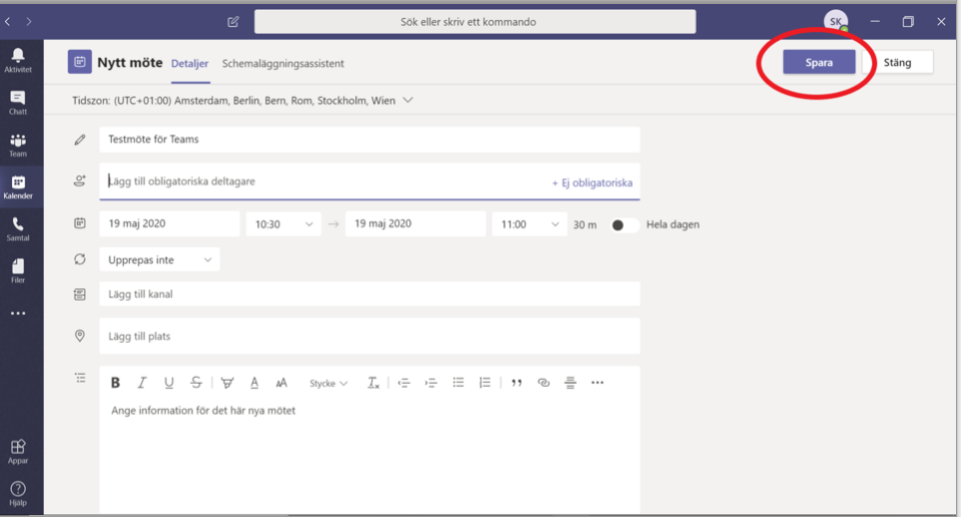 Sök eller skriv ett kommando
SK
Aktivitet
Chatt
Team
Kalender
Samtal
Filer
Appar
Hjälp
Nytt möte Detaljer Schemaläggningsassistent
Spara Stäng
Tidszon: (UTC+01:00) Amsterdam, Berlin, Bern, Rom, Stockholm, Wien
Testmöte för Teams
Lägg till obligatoriska deltagare + Ej obligatoriska
19 maj 2020 10:30 → 19 maj 2020 11:00 30 m Hela dagen
Upprepas inte
Lägg till kanal
Lägg till plats
B I U S A AA Stycke Ix
Ange information för det här nya mötet